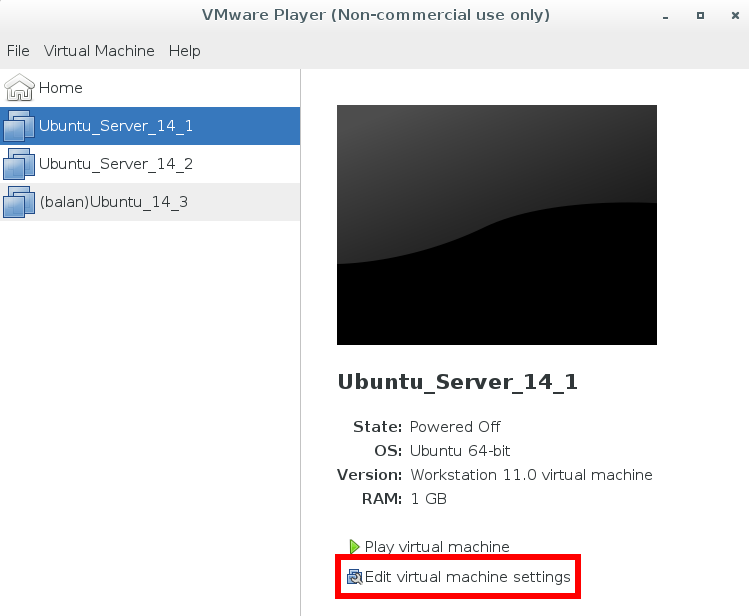 VMware Player (Non-commercial use only)
File Virtual Machine Help
Home
Ubuntu_Server_14_1
Ubuntu_Server_14_2
(balan)Ubuntu_14_3
Ubuntu_Server_14_1
State: Powered Off
OS: Ubuntu 64-bit
Version: Workstation 11.0 virtual machine
RAM: 1 GB
Play virtual machine
Edit virtual machine settings